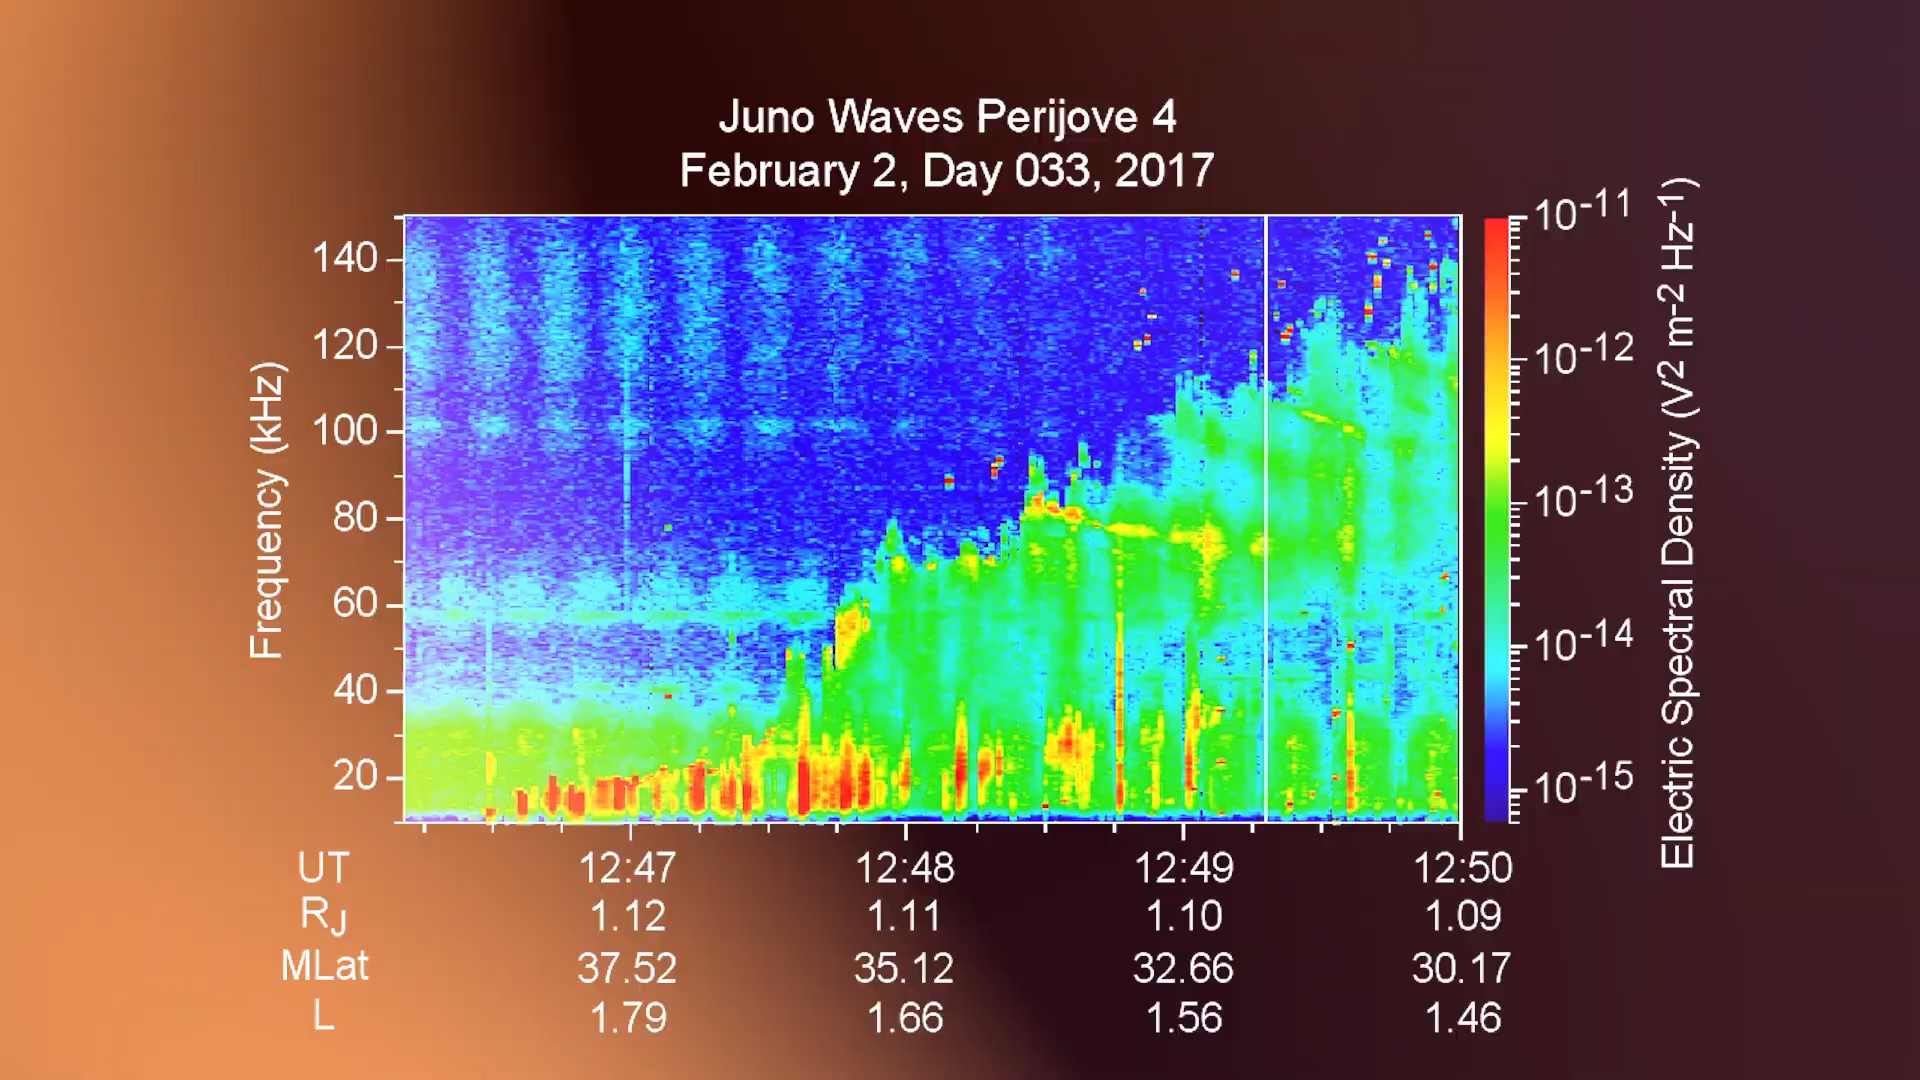 Juno Waves Perijove 4
February 2, Day 033, 2017
Frequency (kHz)
140
120
100
80
60
40
20
10-11
10-12
10-13
10-14
10-15
Electric Spectral Density (V2 m-2 Hz-1)
UT 12:47 12:48 12:49 12:50
RJ 1.12 1.11 1.10 1.09
MLat 37.52 35.12 32.66 30.17
L 1.79 1.66 1.56 1.46